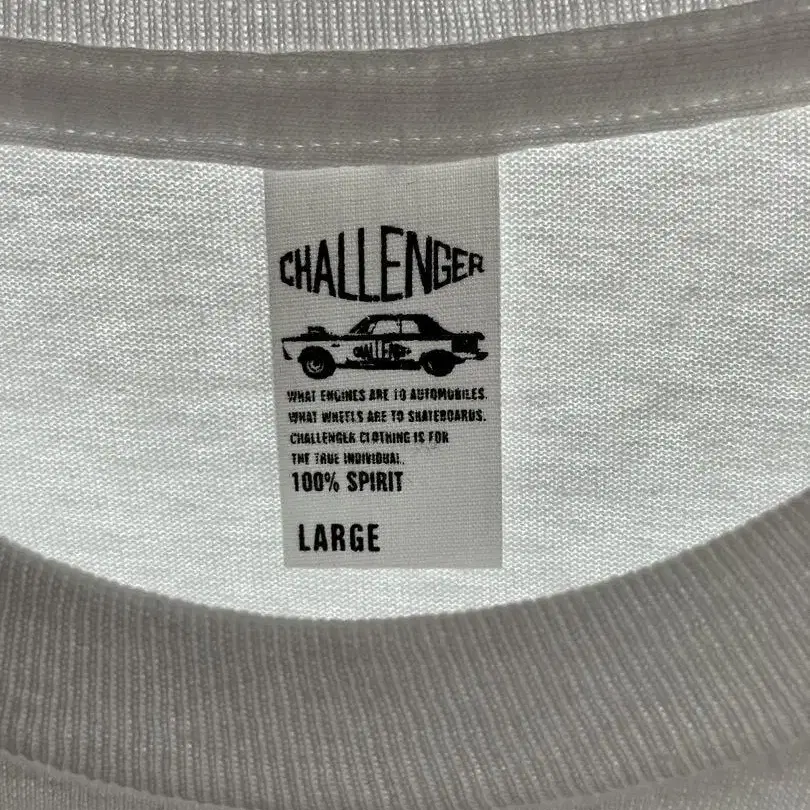 CHALLENGER
CHALLENGER
WHAT ENGINES ARE TO AUTOMOBILES.
WHAT WHEELS ARE TO SKATEBOARDS.
CHALLENGER CLOTHING IS FOR
THE TRUE INDIVIDUAL.
100% SPIRIT
LARGE